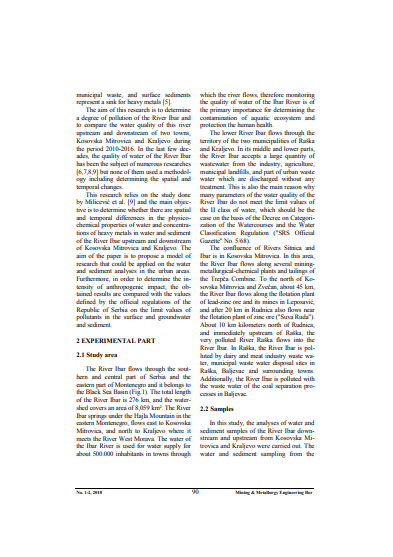 municipal waste, and surface sediments
represent a sink for heavy metals [5].
The aim of this research is to determine
a degree of pollution of the River Ibar and
to compare the water quality of this river
upstream and downstream of two towns,
Kosovska Mitrovica and Kraljevo during
the period 2010-2016. In the last few dec-
ades, the quality of water of the River Ibar
has been the subject of numerous researches
[6,7,8,9] but none of them used a methodol-
ogy including determining the spatial and
temporal changes.
This research relies on the study done
by Milićević et al. [9] and the main objec-
tive is to determine whether there are spatial
and temporal differences in the physico-
chemical properties of water and concentra-
tions of heavy metals in water and sediment
of the River Ibar upstream and downstream
of Kosovska Mitrovica and Kraljevo. The
aim of the paper is to propose a model of
research that could be applied on the water
and sediment analyses in the urban areas.
Furthermore, in order to determine the in-
tensity of anthropogenic impact, the ob-
tained results are compared with the values
defined by the official regulations of the
Republic of Serbia on the limit values of
pollutants in the surface and groundwater
and sediment.
2 EXPERIMENTAL PART
2.1 Study area
The River Ibar flows through the sout-
hern and central part of Serbia and the
eastern part of Montenegro and it belongs to
the Black Sea Basin (Fig.1). The total length
of the River Ibar is 276 km, and the water-
shed covers an area of 8,059 km². The River
Ibar springs under the Hajla Mountain in the
eastern Montenegro, flows east to Kosovska
Mitrovica, and north to Kraljevo where it
meets the River West Morava. The water of
the Ibar River is used for water supply for
about 500.000 inhabitants in towns through
which the river flows, therefore monitoring
the quality of water of the Ibar River is of
the primary importance for determining the
contamination of aquatic ecosystem and
protection the human health.
The lower River Ibar flows through the
territory of the two municipalities of Raška
and Kraljevo. In its middle and lower parts,
the River Ibar accepts a large quantity of
wastewater from the industry, agriculture,
municipal landfills, and part of urban waste
water which are discharged without any
treatment. This is also the main reason why
many parameters of the water quality of the
River Ibar do not meet the limit values of
the II class of water, which should be the
case on the basis of the Decree on Categori-
zation of the Watercourses and the Water
Classification Regulation ("SRS Official
Gazette" No. 5/68).
The confluence of Rivers Sitnica and
Ibar is in Kosovska Mitrovica. In this area,
the River Ibar flows along several mining-
metallurgical-chemical plants and tailings of
the Trepča Combine. To the north of Ko-
sovska Mitrovica and Zvečan, about 45 km,
the River Ibar flows along the flotation plant
of lead-zinc ore and its mines in Leposavić,
and after 20 km in Rudnica also flows near
the flotation plant of zinc ore ("Suva Ruda").
About 10 km kilometers north of Rudnica,
and immediately upstream of Raška, the
very polluted River Raška flows into the
River Ibar. In Raška, the River Ibar is pol-
luted by dairy and meat industry waste wa-
ter, municipal waste water disposal sites in
Raška, Baljevac and surrounding towns.
Additionally, the River Ibar is polluted with
the waste water of the coal separation pro-
cesses in Baljevac.
2.2 Samples
In this study, the analyses of water and
sediment samples of the River Ibar down-
stream and upstream from Kosovska Mi-
trovica and Kraljevo were carried out. The
water and sediment sampling from the
No. 1-2, 2018 90 Mining & Metallurgy Engineering Bor